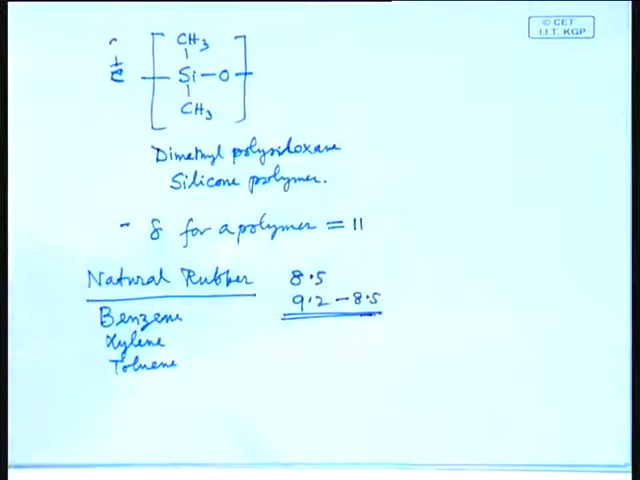 © CET
I.I.T. KGP
CH3
Si—O
CH3
Dimethyl polysiloxane
Silicone polymer.
- δ for a polymer = 11
Natural Rubber 8.5
Benzene 9.2 - 8.5
Xylene
Toluene